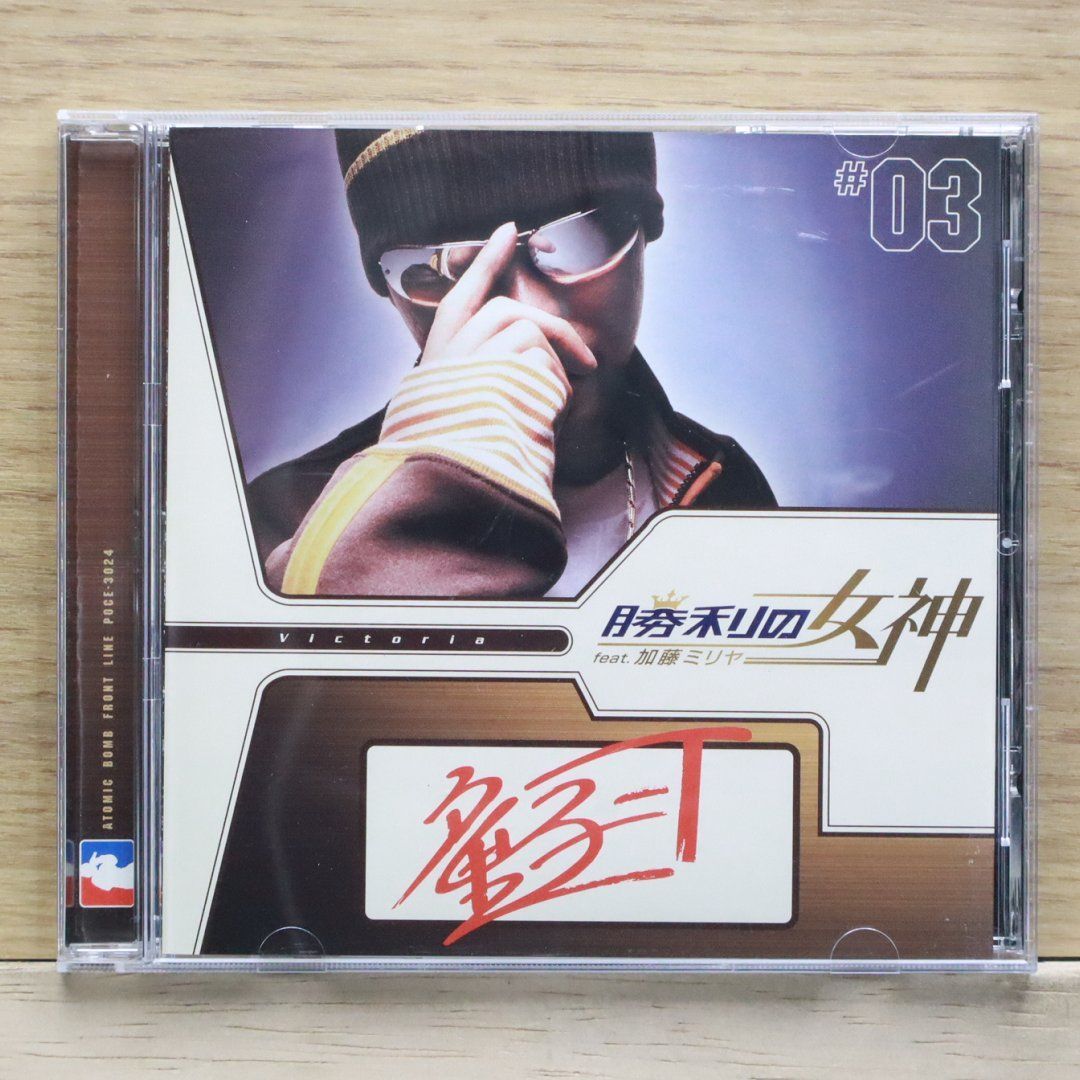 #03
勝利の女神
feat. 加藤ミリヤ
Victoria
童子-T
ATOMIC BOMB FRONT LINE POCE-3024